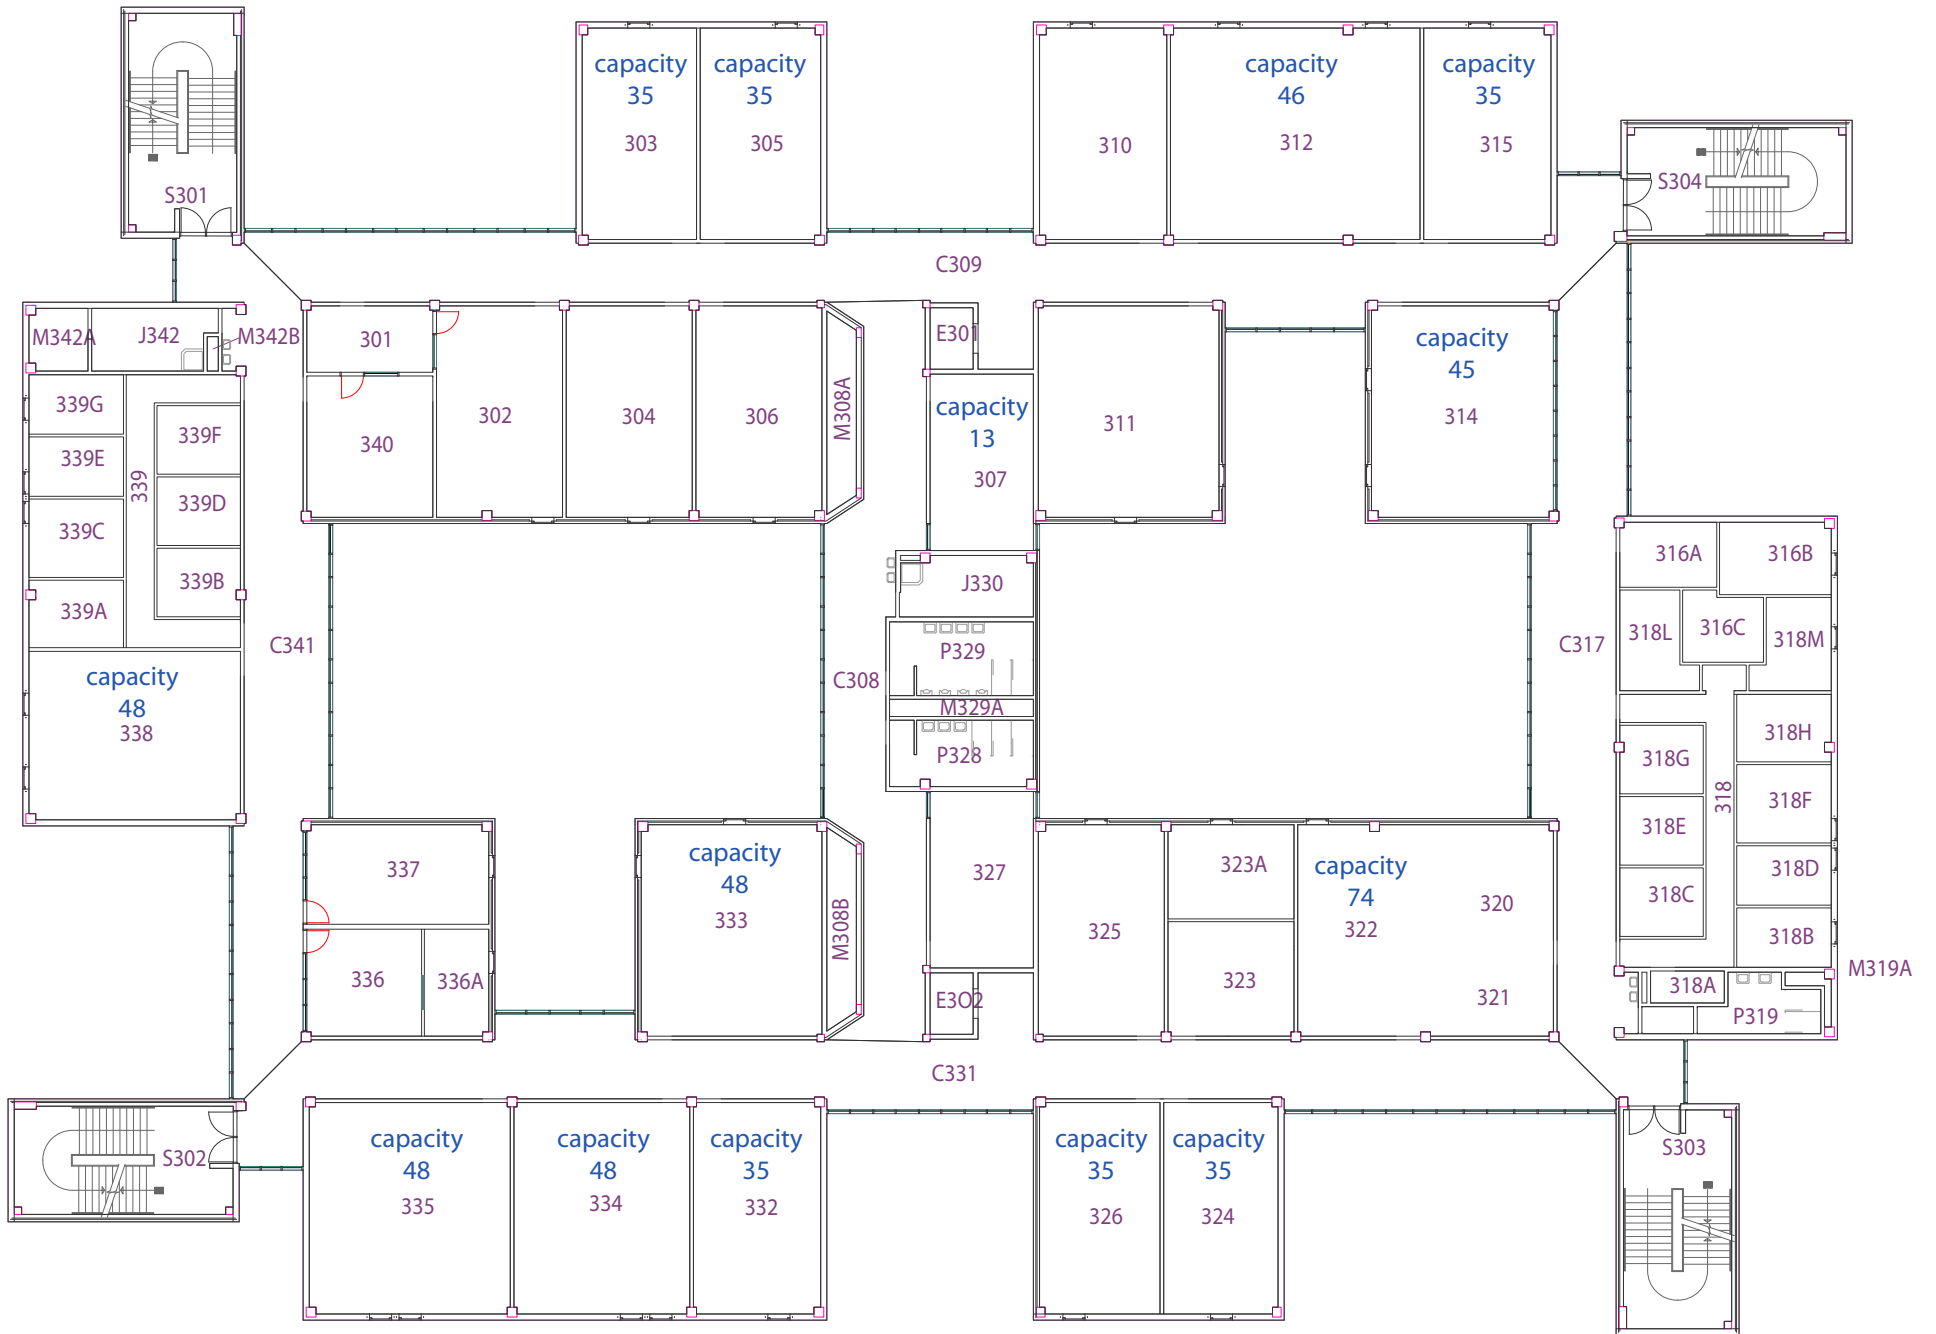 capacity
35
303
capacity
35
305
310
capacity
46
312
capacity
35
315
S301
S304
C309
M342A
J342
M342B
301
E301
capacity
45
314
339G
339F
339E
339
339D
339C
339B
339A
340
302
304
306
M308A
capacity
13
307
311
J330
316A
316B
318L
316C
318M
C341
C308
P329
M329A
P328
C317
capacity
48
338
318H
318G
318
318F
318E
318D
318C
318B
337
capacity
48
333
M308B
327
323A
capacity
74
322
320
325
336
336A
323
321
E3O2
318A
M319A
P319
C331
S302
capacity
48
335
capacity
48
334
capacity
35
332
capacity
35
326
capacity
35
324
S303